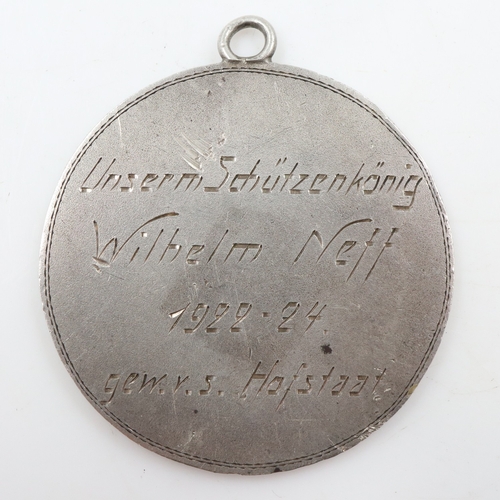 Unserm Schützenkönig
Wilhelm Neff
1922-24
gew. v. s. Hofstaat